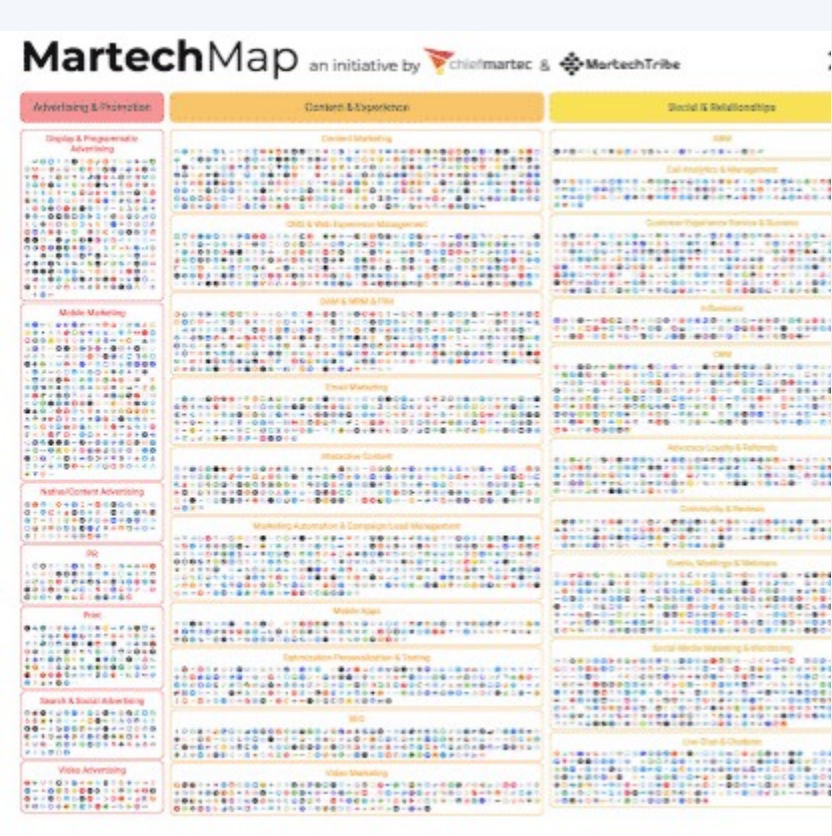 MartechMap an initiative by chiefmartec & MartechTribe
Advertising & Promotion
Content & Experience
Social & Relationships
Display & Programmatic
Advertising
Mobile Marketing
Native/Content Advertising
PR
Print
Search & Social Advertising
Video Advertising
Content Marketing
CMS & Web Experience Management
DAM & MRM & PIM
Email Marketing
Interactive Content
Marketing Automation & Campaign/Lead Management
Mobile Apps
Optimization Personalization & Testing
SEO
Video Marketing
ABM
Call Analytics & Management
Customer Experience Service & Success
Influencers
CRM
Advocacy Loyalty & Referrals
Community & Reviews
Events, Meetings & Webinars
Social Media Marketing & Monitoring
Live Chat & Chatbots